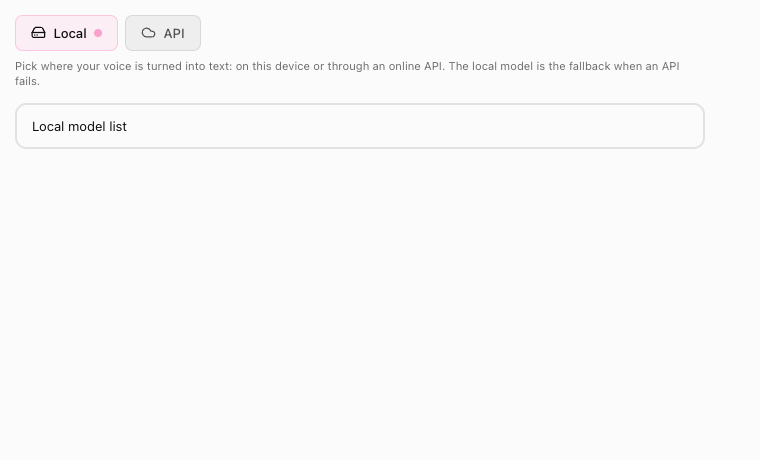 Local
API
Pick where your voice is turned into text: on this device or through an online API. The local model is the fallback when an API
fails.
Local model list